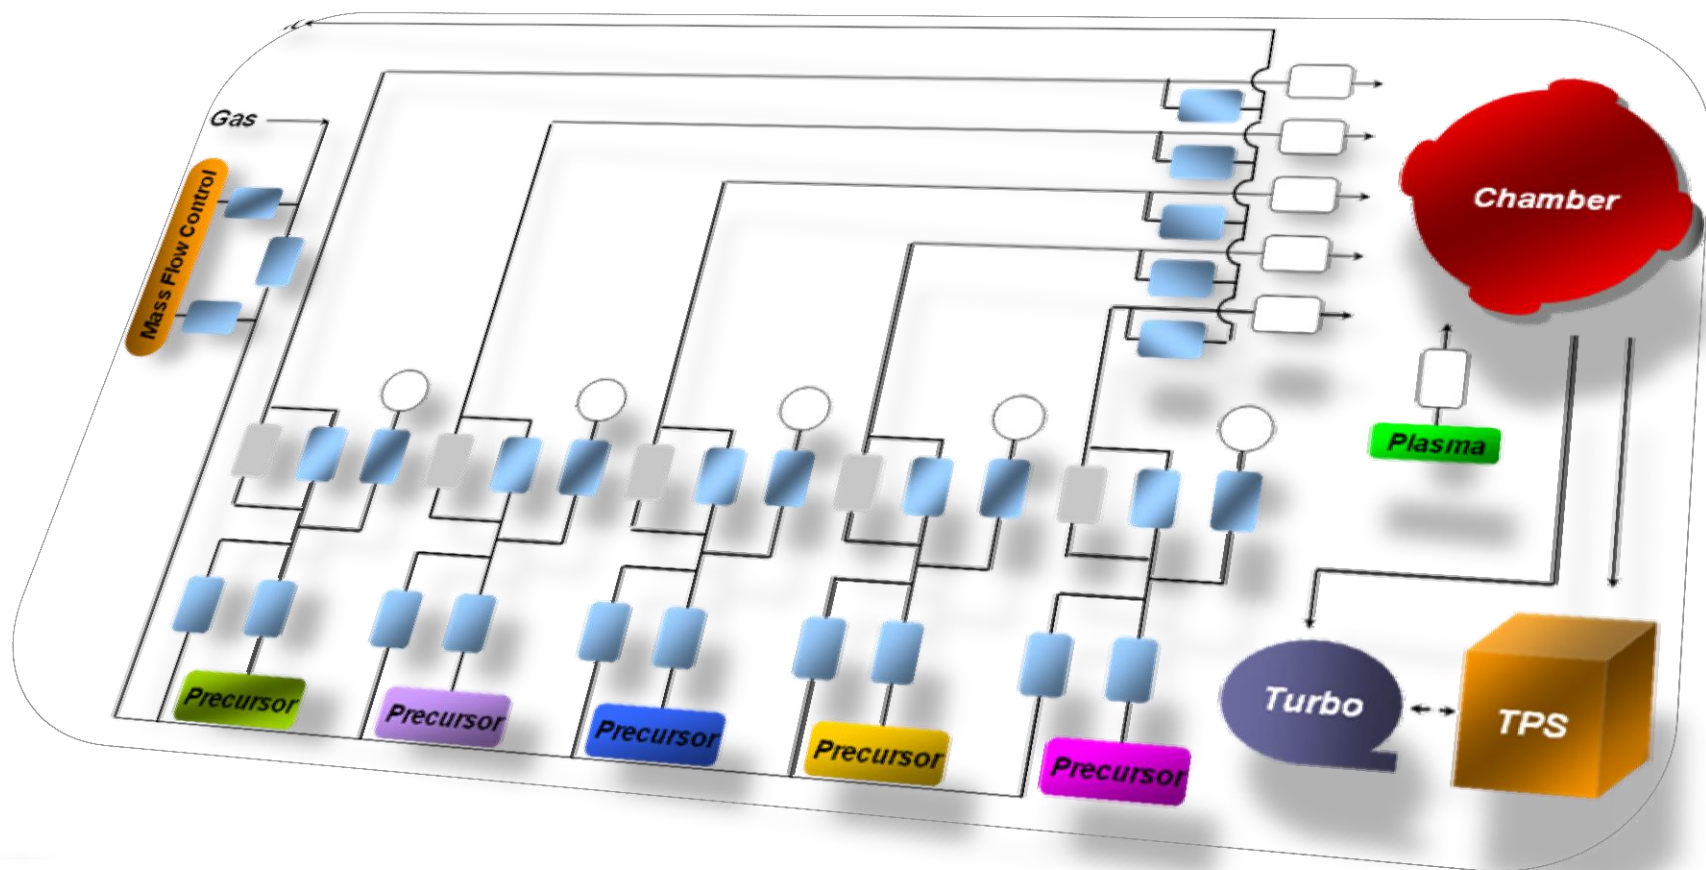 Gas
Mass Flow Control
Chamber
Plasma
Precursor
Precursor
Precursor
Precursor
Precursor
Turbo
TPS